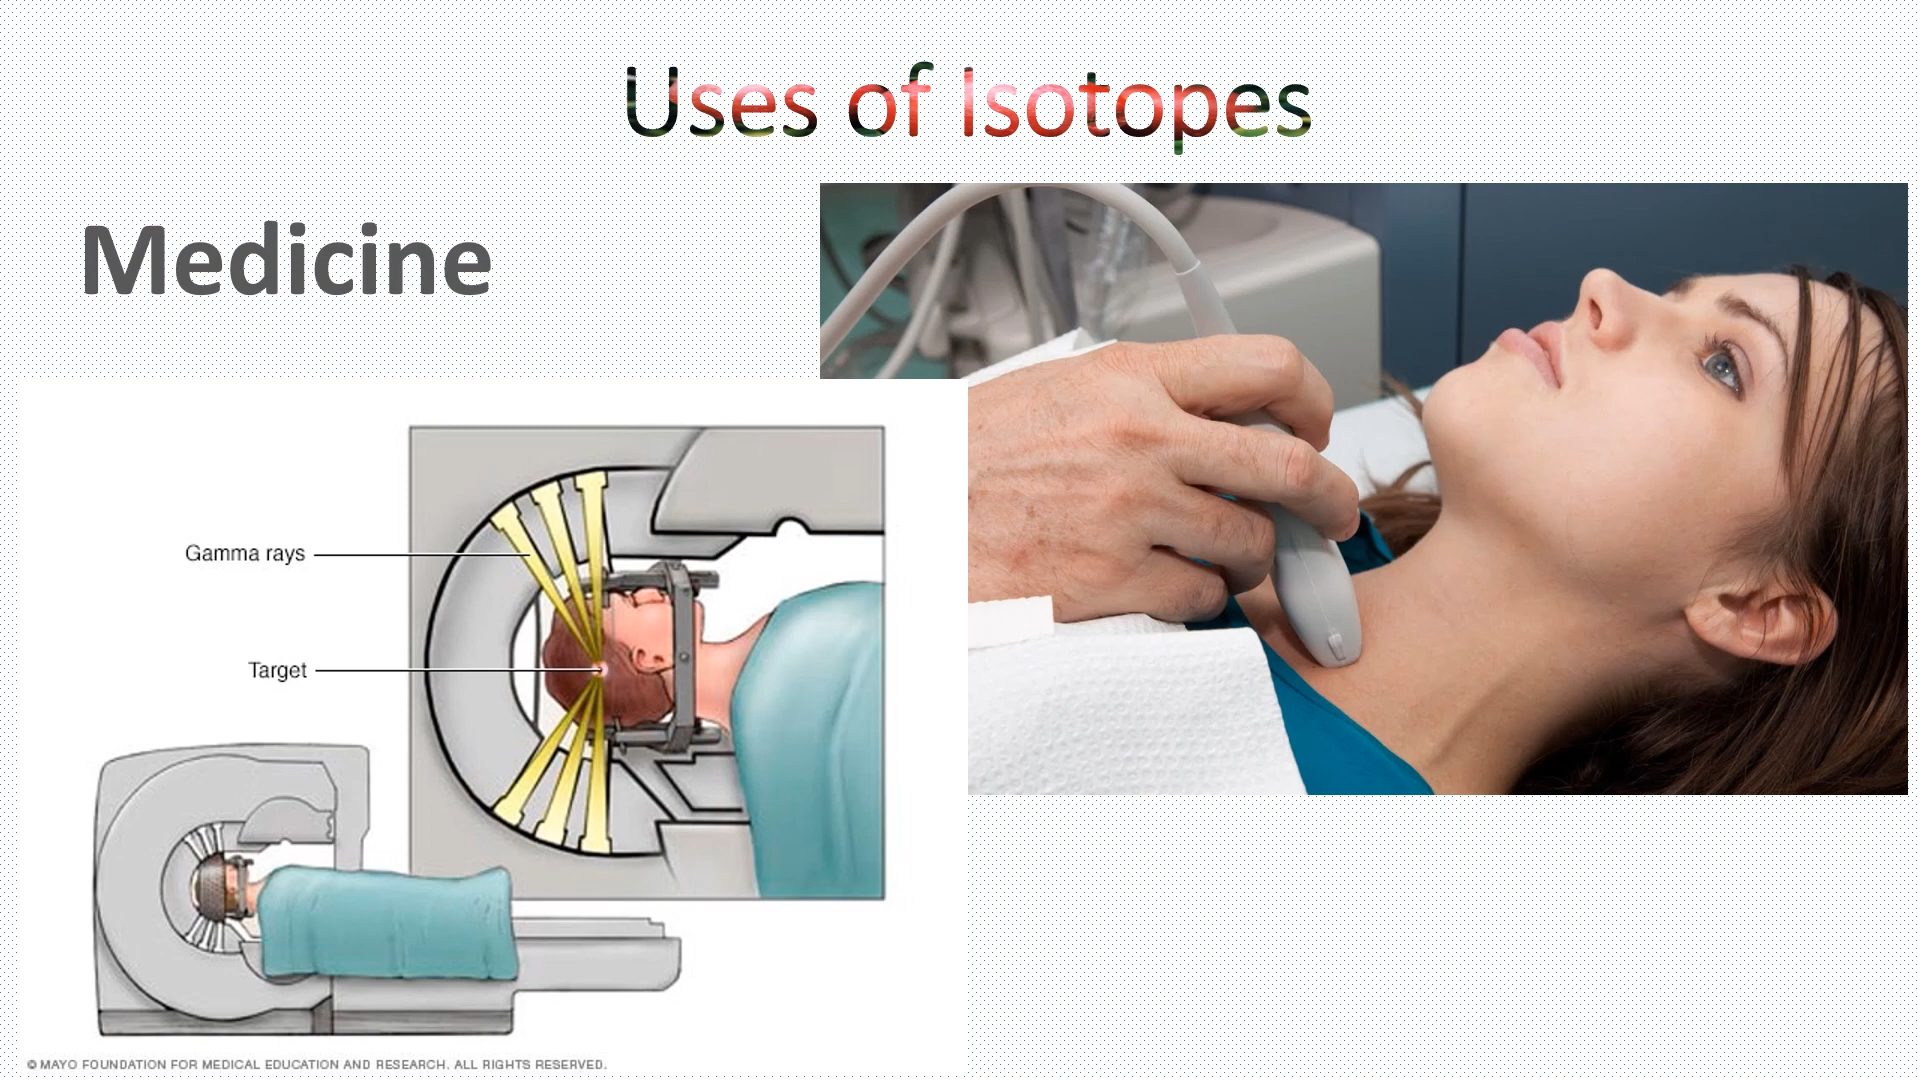 Uses of Isotopes
Medicine
Gamma rays
Target
© MAYO FOUNDATION FOR MEDICAL EDUCATION AND RESEARCH. ALL RIGHTS RESERVED.